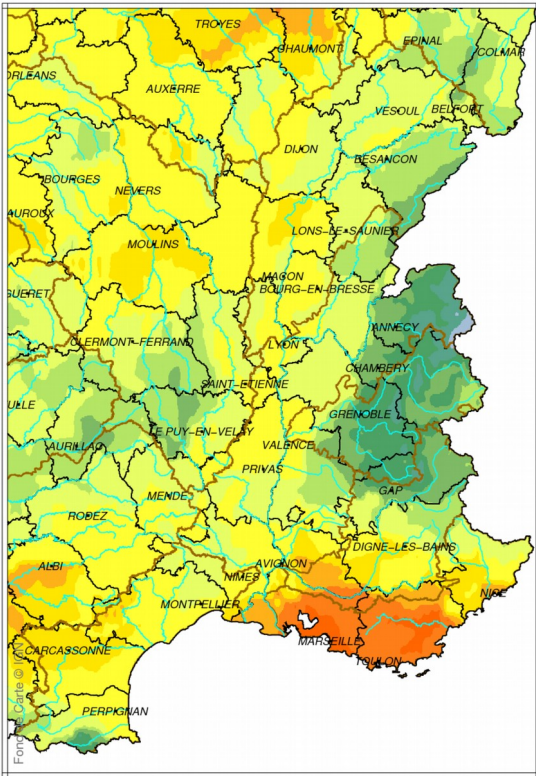 TROYES
CHAUMONT
EPINAL
COLMAR
ORLEANS
AUXERRE
VESOUL
BELFORT
DIJON
BESANCON
BOURGES
NEVERS
AUROUX
MOULINS
LONS-LE-SAUNIER
MACON
BOURG-EN-BRESSE
GUERET
ANNECY
CLERMONT-FERRAND
LYON
CHAMBERY
SAINT-ETIENNE
ULLE
GRENOBLE
LE PUY-EN-VELAY
AURILLAC
VALENCE
PRIVAS
GAP
MENDE
RODEZ
DIGNE-LES-BAINS
AVIGNON
ALBI
NIMES
NICE
MONTPELLIER
MARSEILLE
CARCASSONNE
TOULON
PERPIGNAN
Fond de Carte © IGN